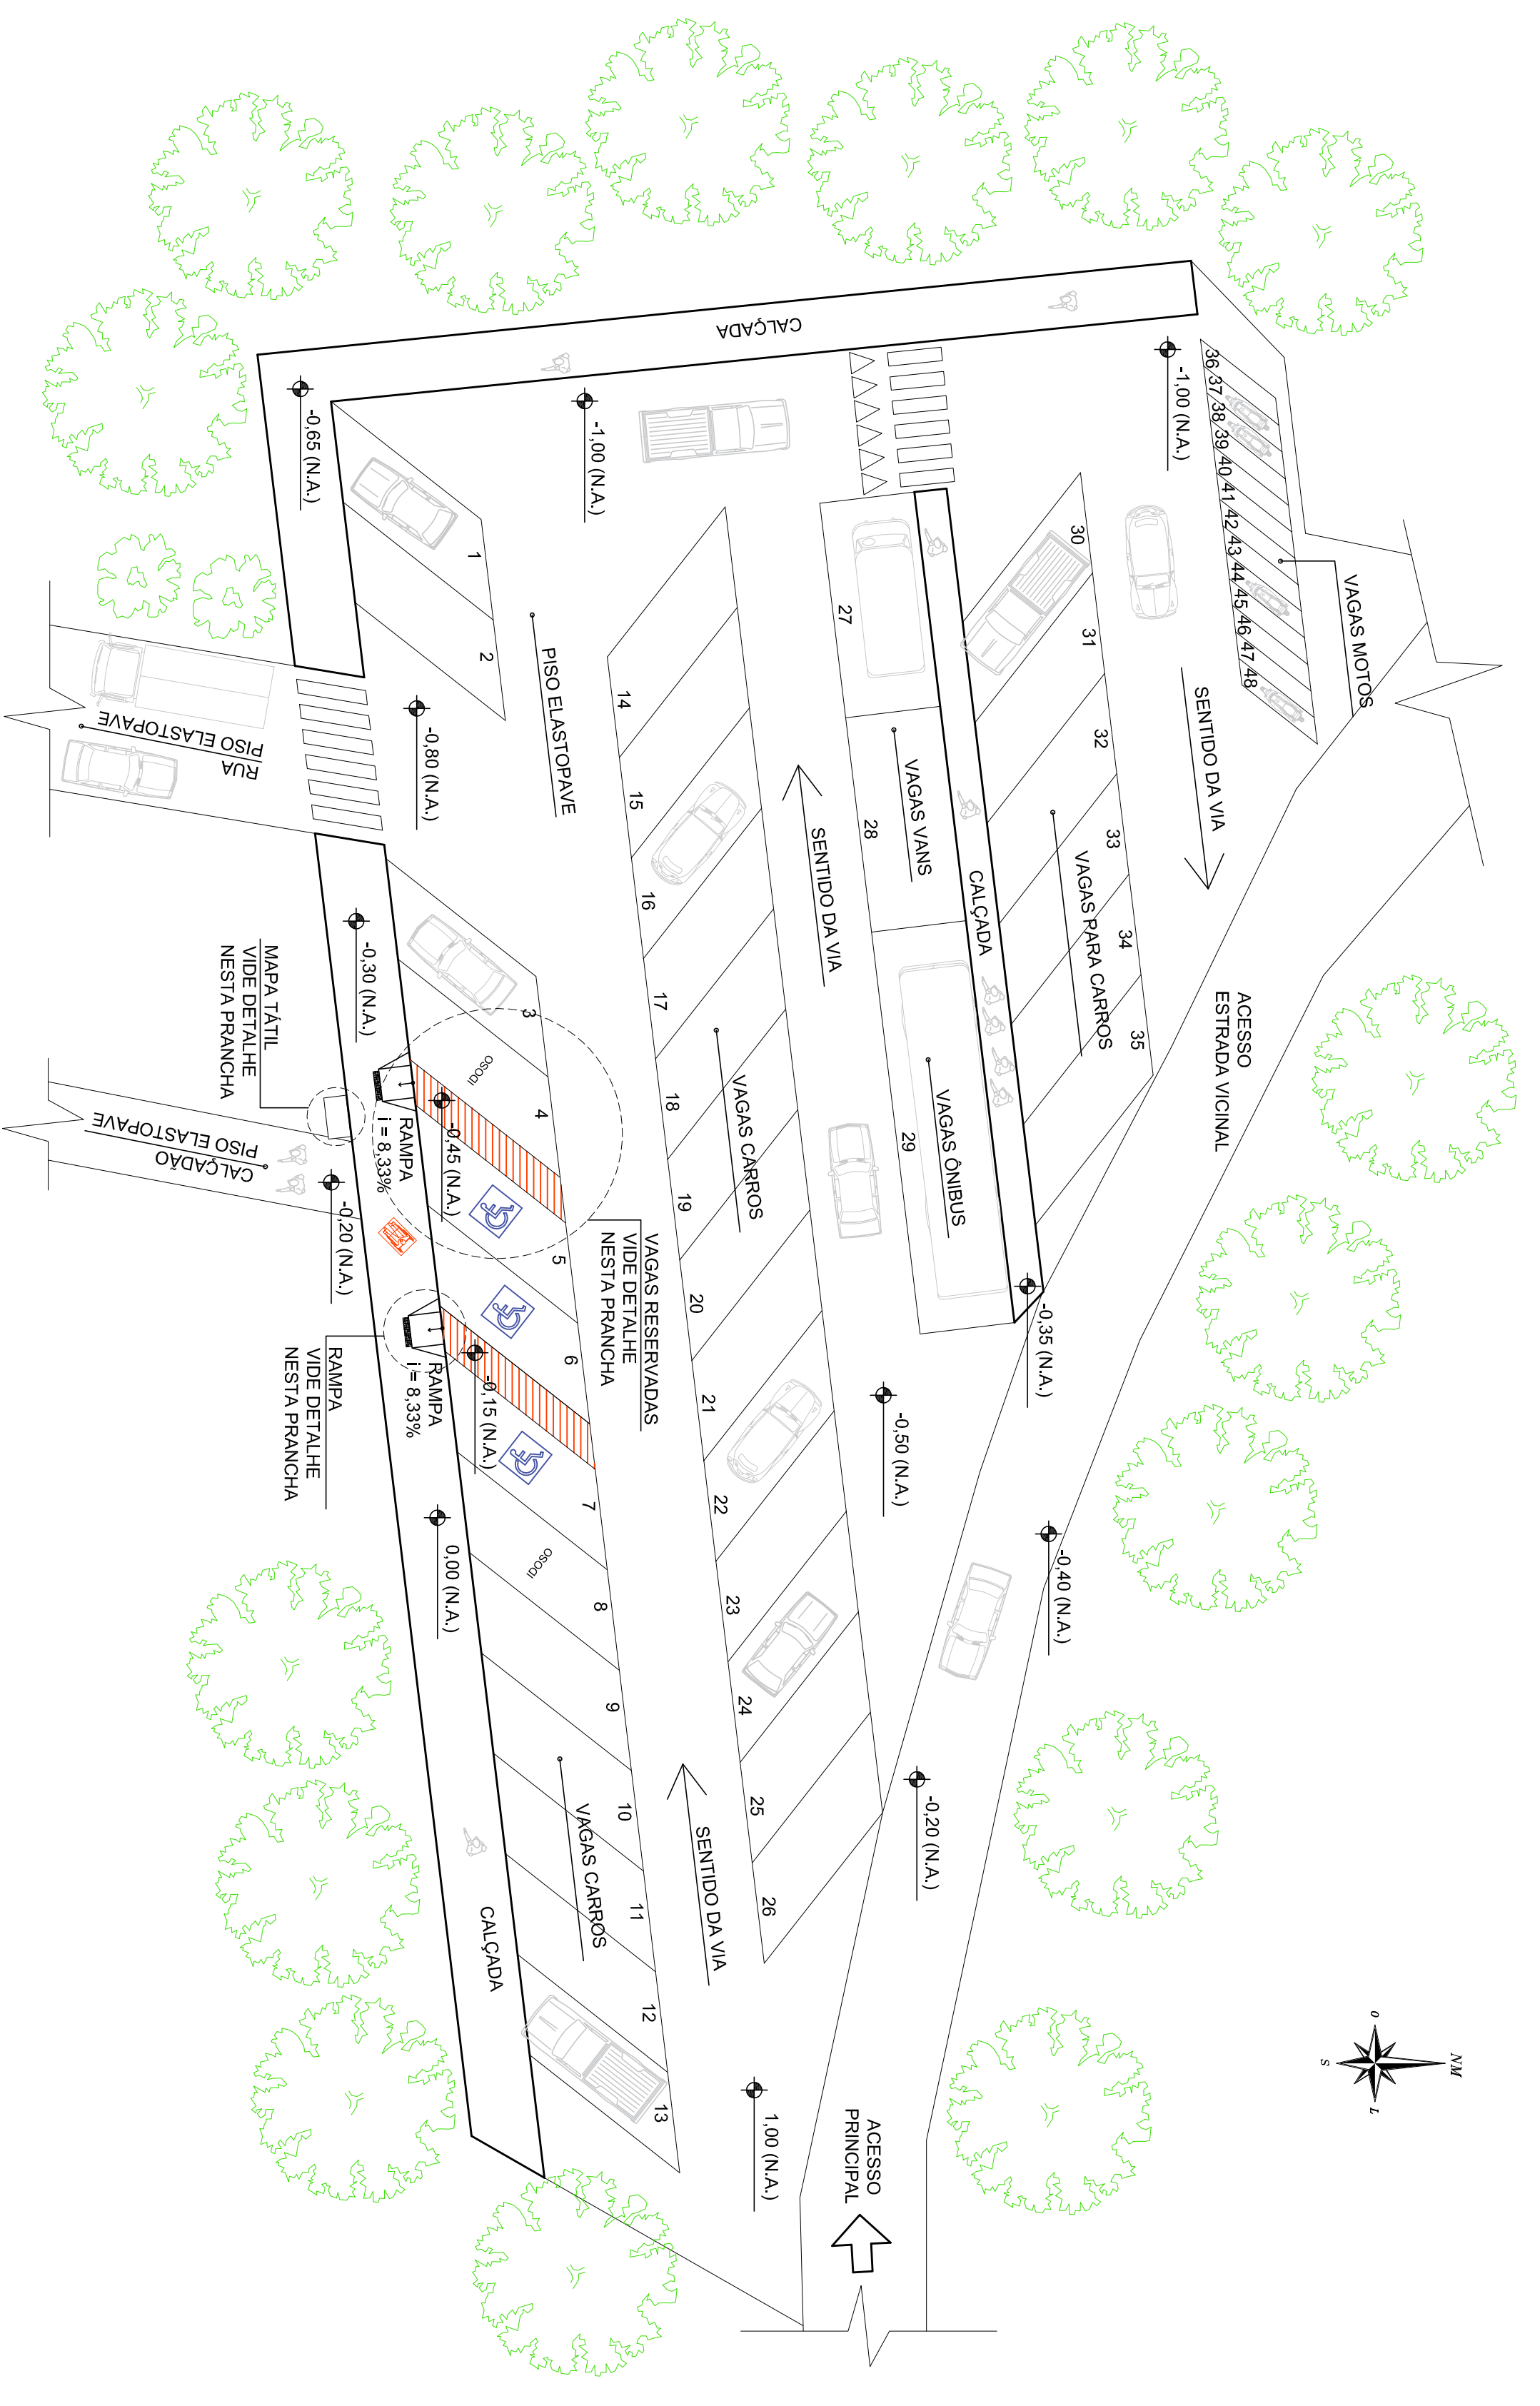 CALÇADA
36 37 38 39 40 41 42 43 44 45 46 47 48
VAGAS MOTOS
-1,00 (N.A.)
-1,00 (N.A.)
-0,65 (N.A.)
SENTIDO DA VIA
ACESSO
ESTRADA VICINAL
30
31
32
33
34
35
VAGAS PARA CARROS
CALÇADA
27
28
29
VAGAS VANS
VAGAS ÔNIBUS
-0,35 (N.A.)
SENTIDO DA VIA
-0,50 (N.A.)
-0,40 (N.A.)
-0,20 (N.A.)
14
15
16
17
18
19
20
21
22
23
24
25
26
VAGAS CARROS
PISO ELASTOPAVE
1
2
-0,80 (N.A.)
RUA
PISO ELASTOPAVE
3
4
5
6
7
8
9
10
11
12
13
IDOSO
IDOSO
VAGAS RESERVADAS
VIDE DETALHE
NESTA PRANCHA
-0,30 (N.A.)
-0,45 (N.A.)
RAMPA
i = 8,33%
MAPA TÁTIL
VIDE DETALHE
NESTA PRANCHA
CALÇADÃO
PISO ELASTOPAVE
-0,20 (N.A.)
-0,15 (N.A.)
RAMPA
i = 8,33%
RAMPA
VIDE DETALHE
NESTA PRANCHA
0,00 (N.A.)
VAGAS CARROS
CALÇADA
SENTIDO DA VIA
1,00 (N.A.)
ACESSO
PRINCIPAL
NM
O
L
S